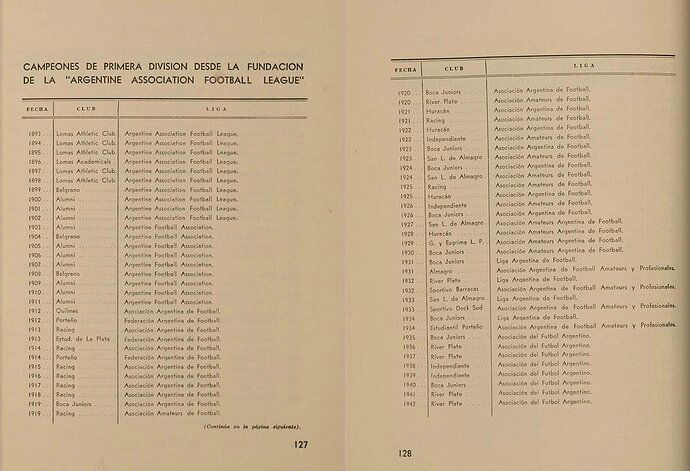 CAMPEONES DE PRIMERA DIVISION DESDE LA FUNDACION
DE LA "ARGENTINE ASSOCIATION FOOTBALL LEAGUE"
FECHA CLUB LIGA
1893 ... Lomas Athletic Club. Argentine Association Football League.
1894 ... Lomas Athletic Club. Argentine Association Football League.
1895 ... Lomas Athletic Club. Argentine Association Football League.
1896 ... Lomas Academicals Argentine Association Football League.
1897 ... Lomas Athletic Club. Argentine Association Football League.
1898 ... Lomas Athletic Club. Argentine Association Football League.
1899 ... Belgrano ........ Argentine Association Football League.
1900 ... Alumni ........ Argentine Association Football League.
1901 ... Alumni ........ Argentine Association Football League.
1902 ... Alumni ........ Argentine Association Football League.
1903 ... Alumni ........ Argentine Football Association.
1904 ... Belgrano ........ Argentine Football Association.
1905 ... Alumni ........ Argentine Football Association.
1906 ... Alumni ........ Argentine Football Association.
1907 ... Alumni ........ Argentine Football Association.
1908 ... Belgrano ........ Argentine Football Association.
1909 ... Alumni ........ Argentine Football Association.
1910 ... Alumni ........ Argentine Football Association.
1911 ... Alumni ........ Argentine Football Association.
1912 ... Quilmes ........ Asociación Argentina de Football.
1912 ... Porteño ........ Federación Argentina de Football.
1913 ... Racing ........ Asociación Argentina de Football.
1913 ... Estud. de La Plata Federación Argentina de Football.
1914 ... Racing ........ Asociación Argentina de Football.
1914 ... Porteño ........ Federación Argentina de Football.
1915 ... Racing ........ Asociación Argentina de Football.
1916 ... Racing ........ Asociación Argentina de Football.
1917 ... Racing ........ Asociación Argentina de Football.
1918 ... Racing ........ Asociación Argentina de Football.
1919 ... Boca Juniors ..... Asociación Argentina de Football.
1919 ... Racing ........ Asociación Amateurs de Football.
(Continúa en la página siguiente).
127
FECHA CLUB LIGA
1920 ... Boca Juniors ..... Asociación Argentina de Football.
1920 ... River Plate ..... Asociación Amateurs de Football.
1921 ... Huracán ........ Asociación Argentina de Football.
1921 ... Racing ........ Asociación Amateurs de Football.
1922 ... Huracán ........ Asociación Argentina de Football.
1922 ... Independiente .... Asociación Amateurs de Football.
1923 ... Boca Juniors ..... Asociación Argentina de Football.
1923 ... San L. de Almagro Asociación Amateurs de Football.
1924 ... Boca Juniors ..... Asociación Argentina de Football.
1924 ... San L. de Almagro Asociación Amateurs de Football.
1925 ... Racing ........ Asociación Amateurs de Football.
Huracán ........ Asociación Argentina de Football.
1926 ... Independiente .... Asociación Amateurs de Football.
1926 ... Boca Juniors ..... Asociación Argentina de Football.
1927 ... San L. de Almagro Asociación Amateurs Argentina de Football.
1928 ... Huracán ........ Asociación Amateurs Argentina de Football.
1929 ... G. y Esgrima L. P. Asociación Amateurs Argentina de Football.
1930 ... Boca Juniors ..... Asociación Amateurs Argentina de Football.
1931 ... Boca Juniors ..... Liga Argentina de Football.
1931 ... Almagro ........ Asociación Argentina de Football Amateurs y Profesionales.
1932 ... River Plate ..... Liga Argentina de Football.
1932 ... Sportivo Barracas Asociación Argentina de Football Amateurs y Profesionales.
1933 ... San L. de Almagro Liga Argentina de Football.
1933 ... Sportivo Dock Sud Asociación Argentina de Football Amateurs y Profesionales.
1934 ... Boca Juniors ..... Liga Argentina de Football.
1934 ... Estudiantil Porteño Asociación Argentina de Football Amateurs y Profesionales.
1935 ... Boca Juniors ..... Asociación del Futbol Argentino.
1936 ... River Plate ..... Asociación del Futbol Argentino.
1937 ... River Plate ..... Asociación del Futbol Argentino.
1938 ... Independiente .... Asociación del Futbol Argentino.
1939 ... Independiente .... Asociación del Futbol Argentino.
1940 ... Boca Juniors ..... Asociación del Futbol Argentino.
1941 ... River Plate ..... Asociación del Futbol Argentino.
1942 ... River Plate ..... Asociación del Futbol Argentino.
128